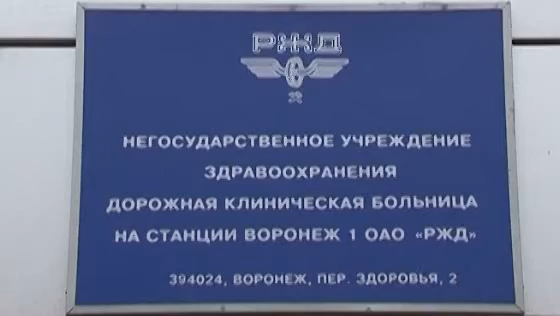 РЖД
НЕГОСУДАРСТВЕННОЕ УЧРЕЖДЕНИЕ
ЗДРАВООХРАНЕНИЯ
ДОРОЖНАЯ КЛИНИЧЕСКАЯ БОЛЬНИЦА
НА СТАНЦИИ ВОРОНЕЖ 1 ОАО «РЖД»
394024, ВОРОНЕЖ, ПЕР. ЗДОРОВЬЯ, 2